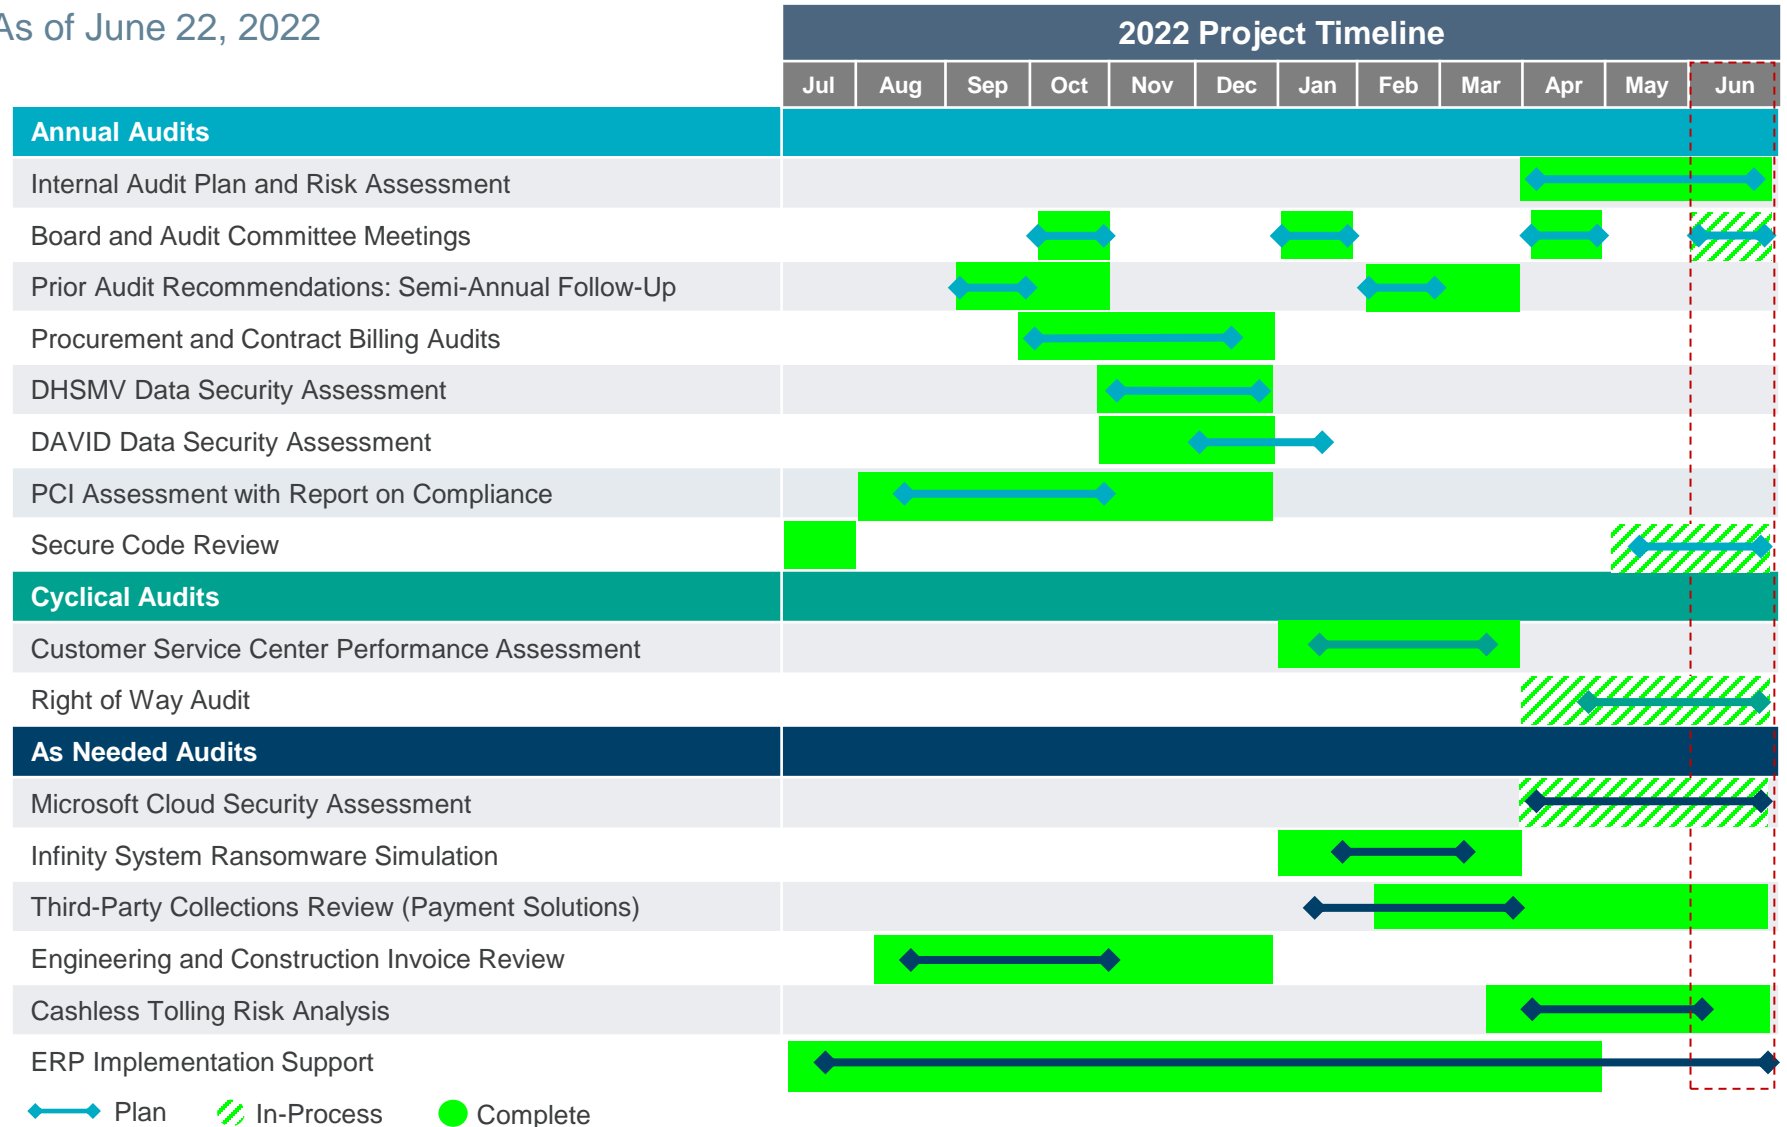 As of June 22, 2022
2022 Project Timeline
Jul Aug Sep Oct Nov Dec Jan Feb Mar Apr May Jun
Annual Audits
Internal Audit Plan and Risk Assessment
Board and Audit Committee Meetings
Prior Audit Recommendations: Semi-Annual Follow-Up
Procurement and Contract Billing Audits
DHSMV Data Security Assessment
DAVID Data Security Assessment
PCI Assessment with Report on Compliance
Secure Code Review
Cyclical Audits
Customer Service Center Performance Assessment
Right of Way Audit
As Needed Audits
Microsoft Cloud Security Assessment
Infinity System Ransomware Simulation
Third-Party Collections Review (Payment Solutions)
Engineering and Construction Invoice Review
Cashless Tolling Risk Analysis
ERP Implementation Support
Plan In-Process Complete